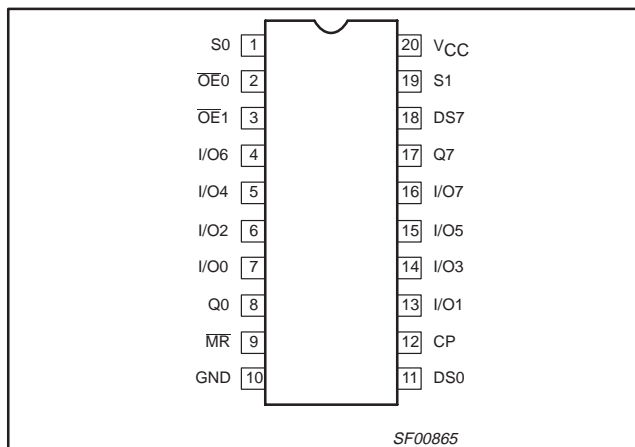 S0 1 20 VCC
OE0 2 19 S1
OE1 3 18 DS7
I/O6 4 17 Q7
I/O4 5 16 I/O7
I/O2 6 15 I/O5
I/O0 7 14 I/O3
Q0 8 13 I/O1
MR 9 12 CP
GND 10 11 DS0
SF00865